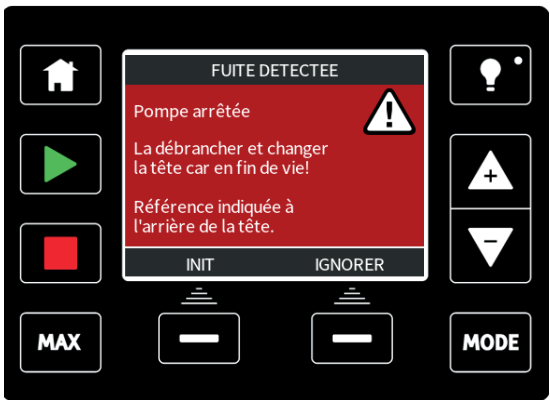 FUITE DETECTEE
Pompe arrêtée
La débrancher et changer
la tête car en fin de vie!
Référence indiquée à
l'arrière de la tête.
INIT
IGNORER
MAX
MODE